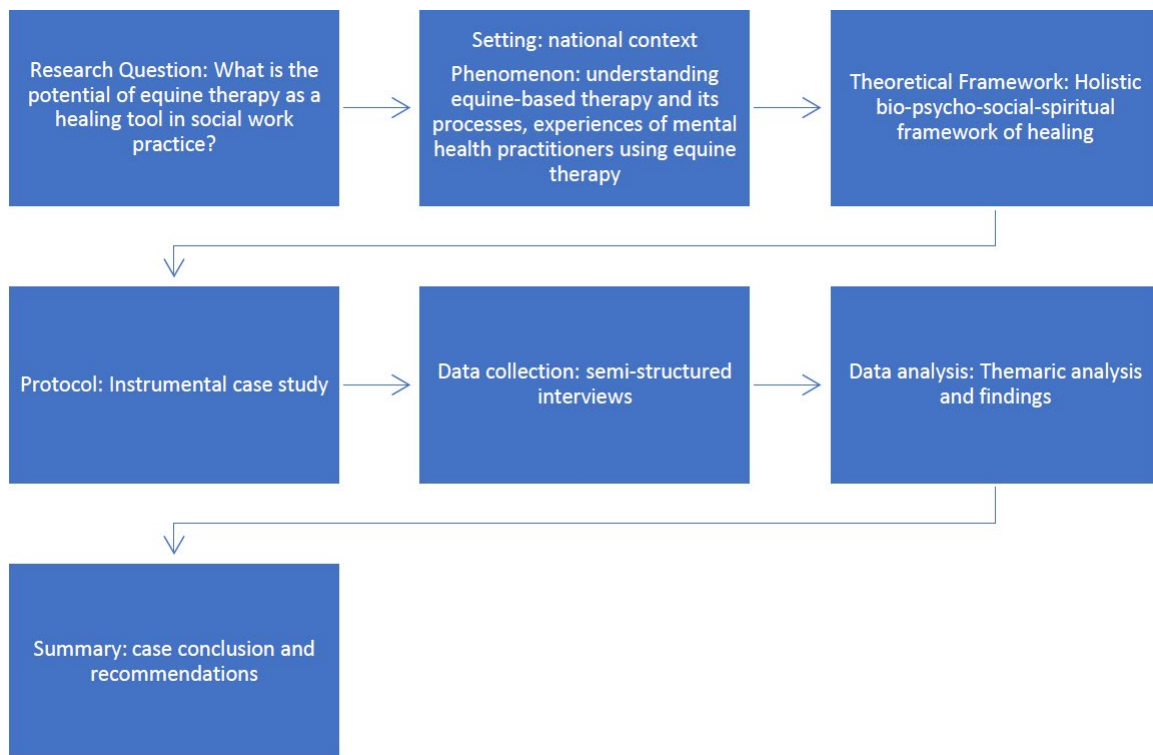 Research Question: What is the
potential of equine therapy as a
healing tool in social work
practice?
Setting: national context
Phenomenon: understanding
equine-based therapy and its
processes, experiences of mental
health practitioners using equine
therapy
Theoretical Framework: Holistic
bio-psycho-social-spiritual
framework of healing
Protocol: Instrumental case study
Data collection: semi-structured
interviews
Data analysis: Themaric analysis
and findings
Summary: case conclusion and
recommendations